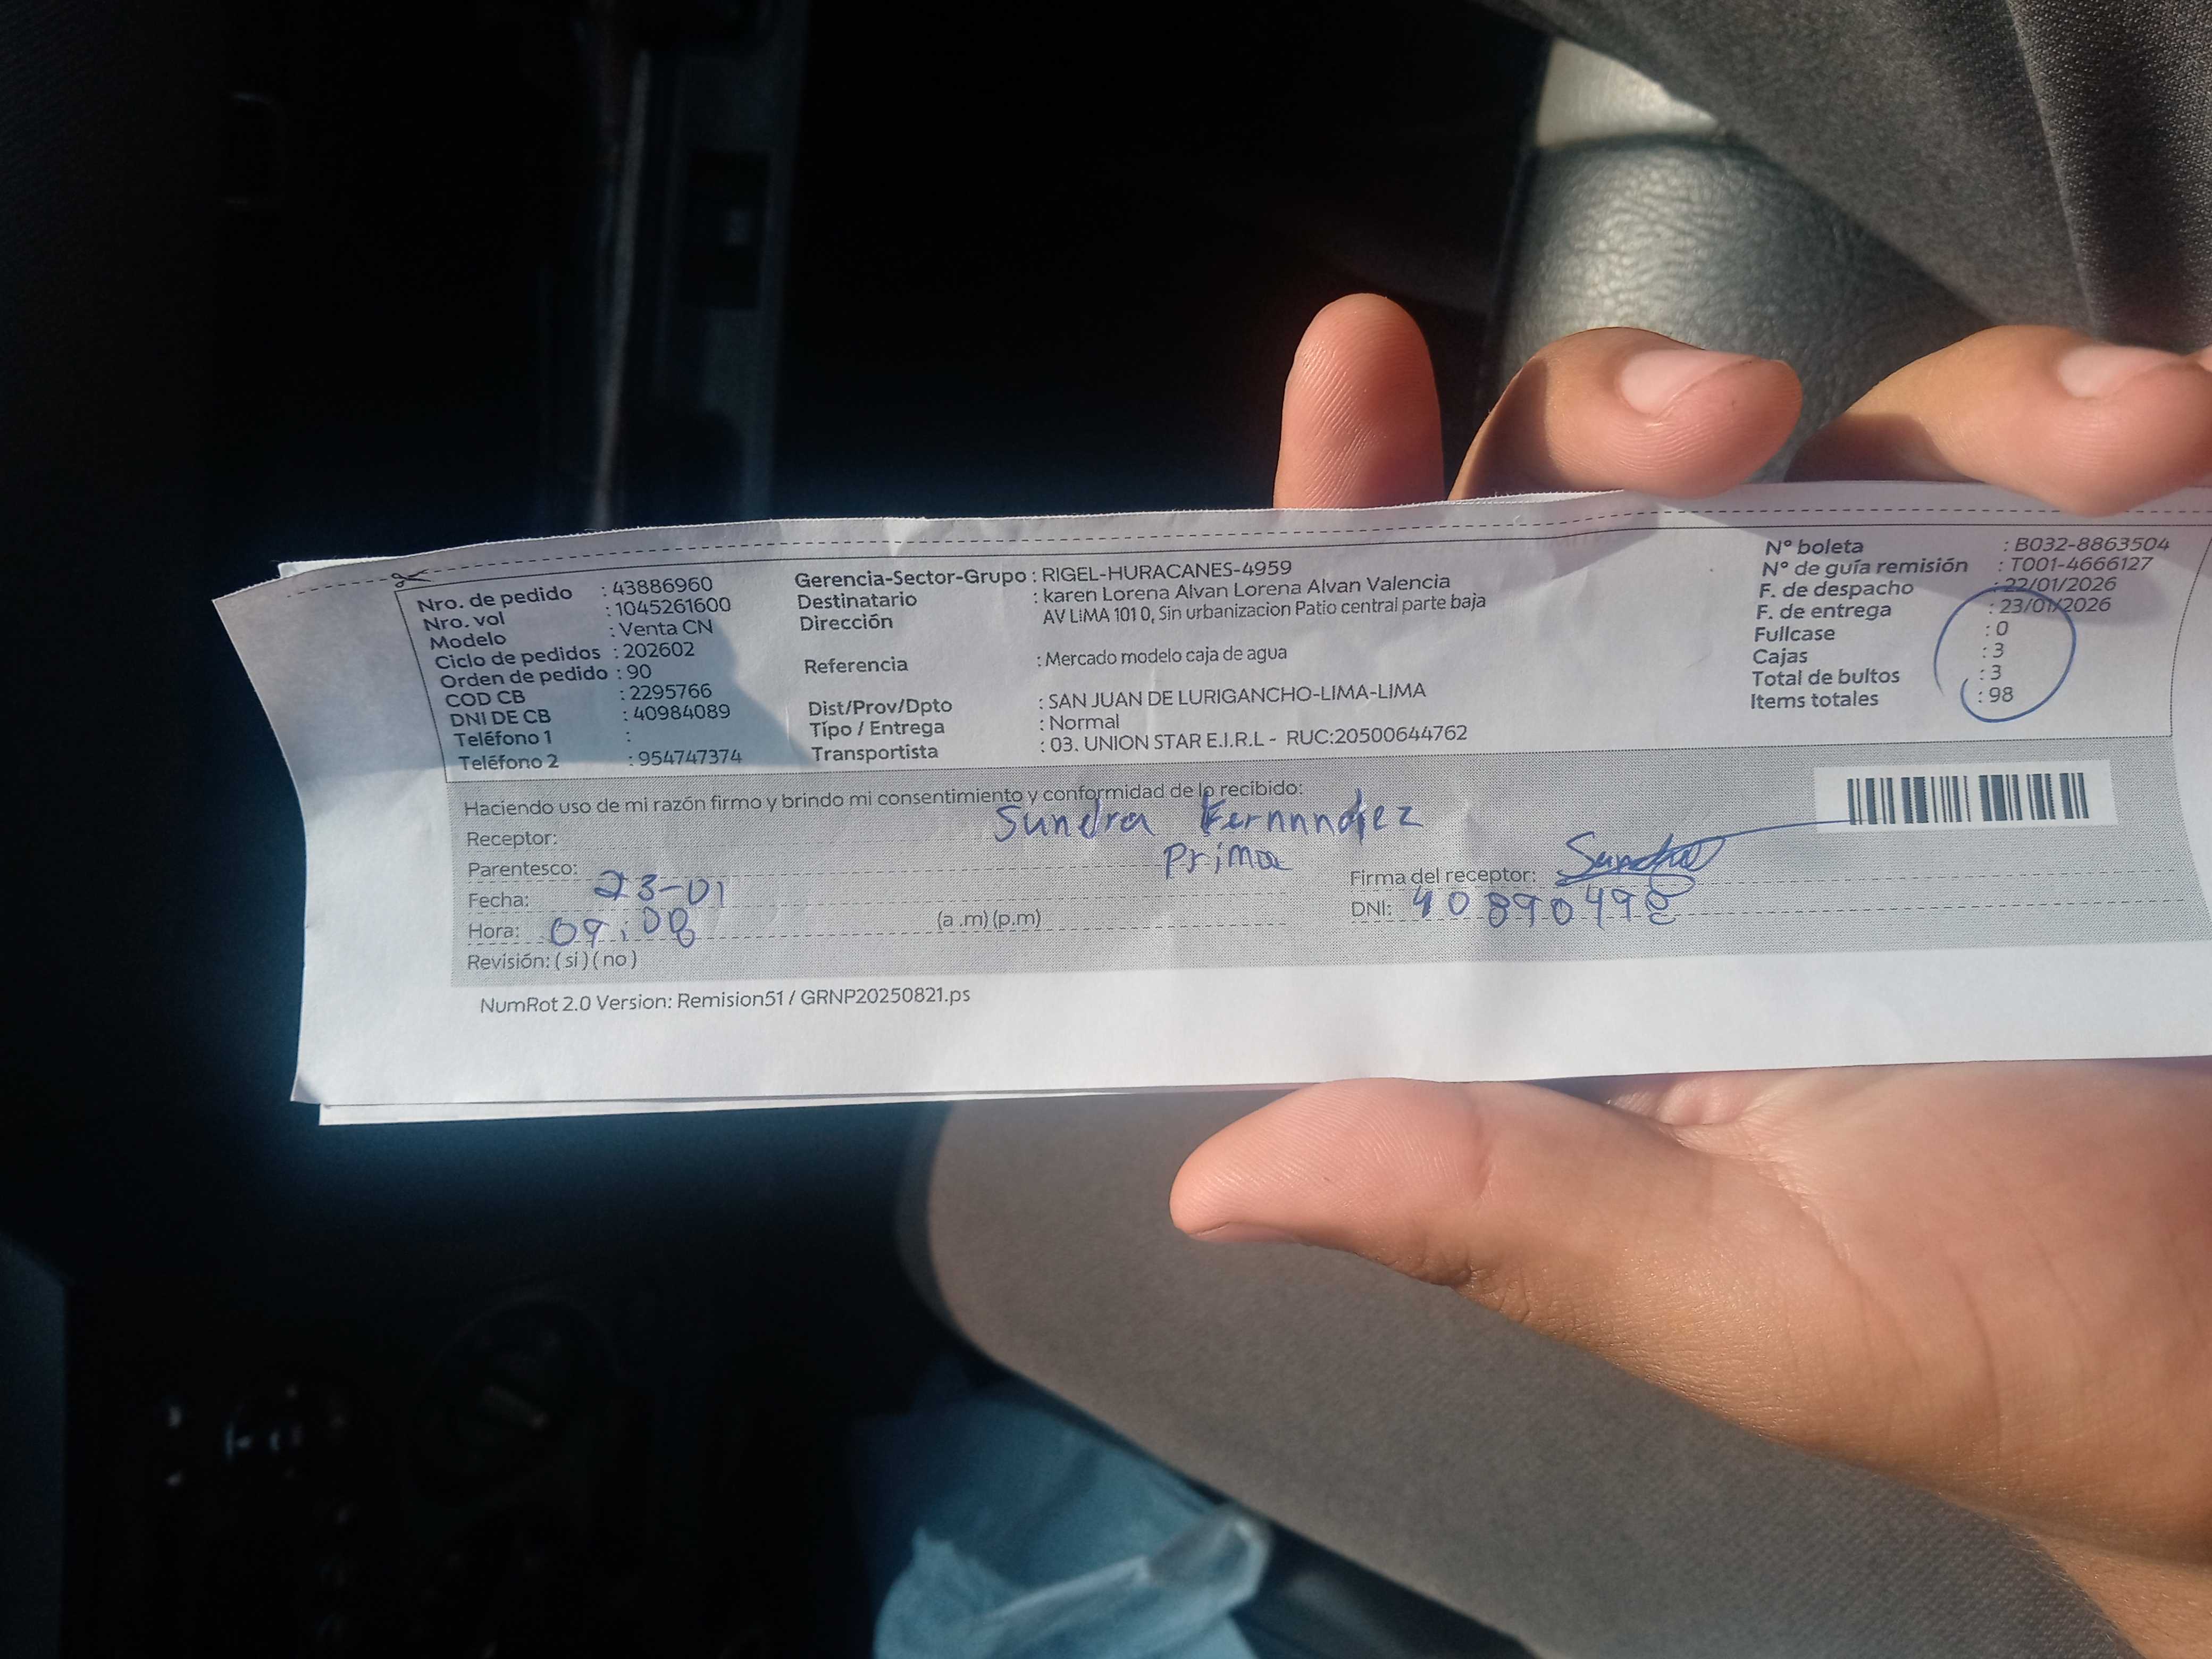 Nro. de pedido : 43886960
Nro. vol : 1045261600
Modelo : Venta CN
Ciclo de pedidos : 202602
Orden de pedido : 90
COD CB : 2295766
DNI DE CB : 40984089
Teléfono 1 :
Teléfono 2 : 954747374
Gerencia-Sector-Grupo : RIGEL-HURACANES-4959
Destinatario : karen Lorena Alvan Lorena Alvan Valencia
Dirección AV LiMA 101 0, Sin urbanizacion Patio central parte baja
Referencia : Mercado modelo caja de agua
Dist/Prov/Dpto : SAN JUAN DE LURIGANCHO-LIMA-LIMA
Tipo / Entrega : Normal
Transportista : 03. UNION STAR E.I.R.L - RUC:20500644762
N° boleta : B032-8863504
N° de guía remisión : T001-4666127
F. de despacho : 22/01/2026
F. de entrega : 23/01/2026
Fullcase : 0
Cajas : 3
Total de bultos : 3
Items totales : 98
Haciendo uso de mi razón firmo y brindo mi consentimiento y conformidad de lo recibido:
Receptor: Sundra Fernnndez
Parentesco: Prima
Fecha: 23-01
Hora: 09:00 (a .m) (p.m)
Revisión: ( si ) ( no )
Firma del receptor:
DNI: 40890498
NumRot 2.0 Version: Remision51 / GRNP20250821.ps